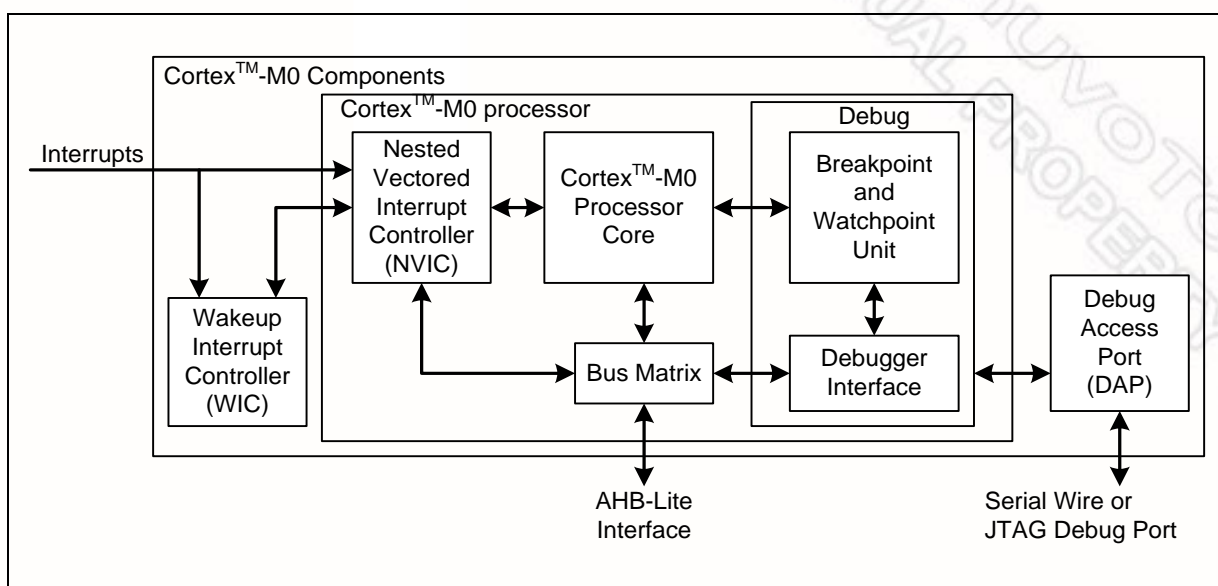 Cortex™-M0 Components
Cortex™-M0 processor
Debug
Interrupts
Nested
Vectored
Interrupt
Controller
(NVIC)
Cortex™-M0
Processor
Core
Breakpoint
and
Watchpoint
Unit
Wakeup
Interrupt
Controller
(WIC)
Bus Matrix
Debugger
Interface
Debug
Access
Port
(DAP)
AHB-Lite
Interface
Serial Wire or
JTAG Debug Port